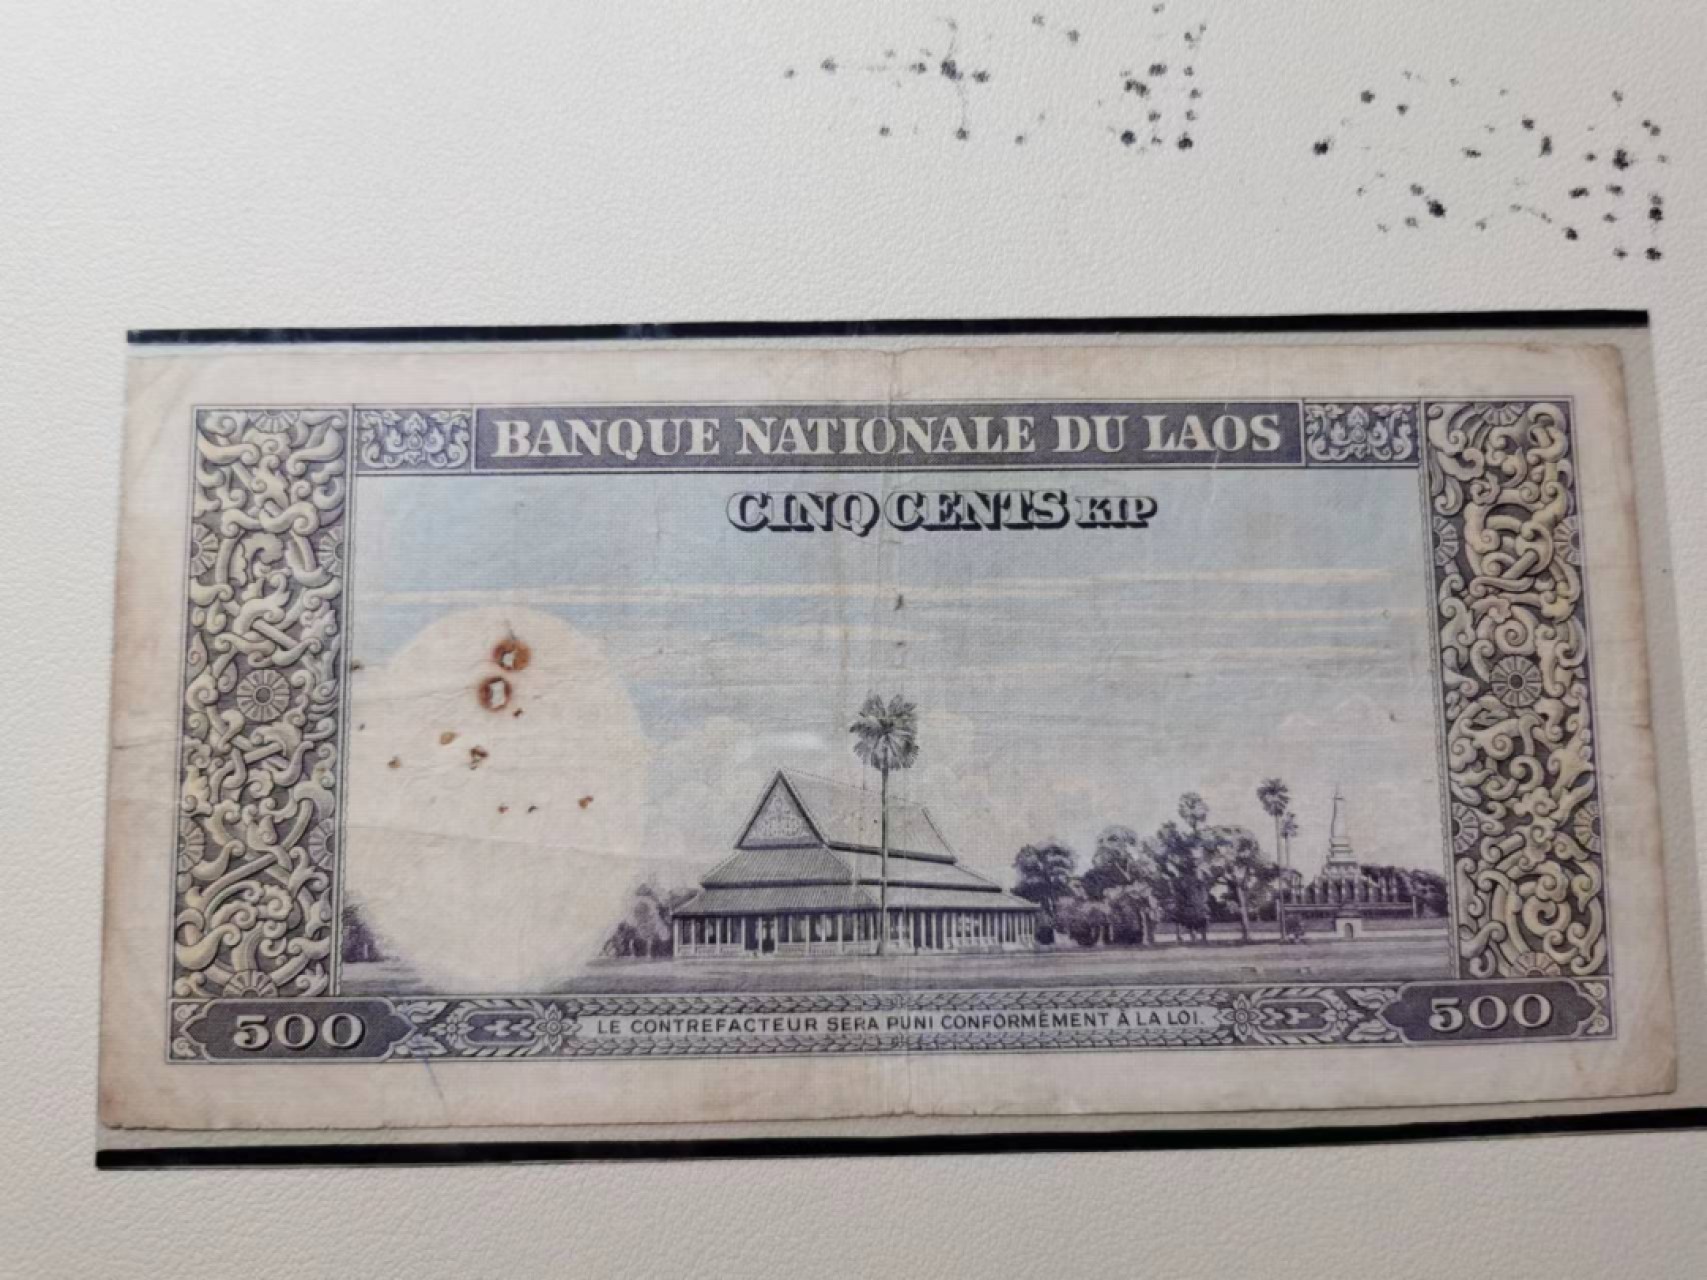 BANQUE NATIONALE DU LAOS
CINQ CENTS KIP
500
LE CONTREFACTEUR SERA PUNI CONFORMÉMENT À LA LOI.
500